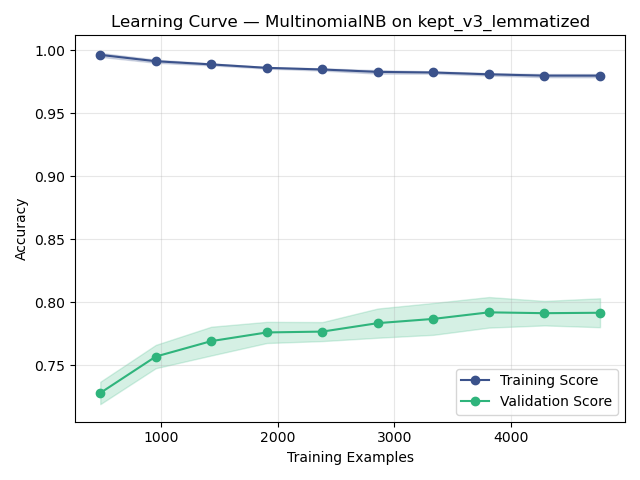 Learning Curve — MultinomialNB on kept_v3_lemmatized
1.00
0.95
0.90
0.85
0.80
0.75
Accuracy
1000
2000
3000
4000
Training Examples
Training Score
Validation Score